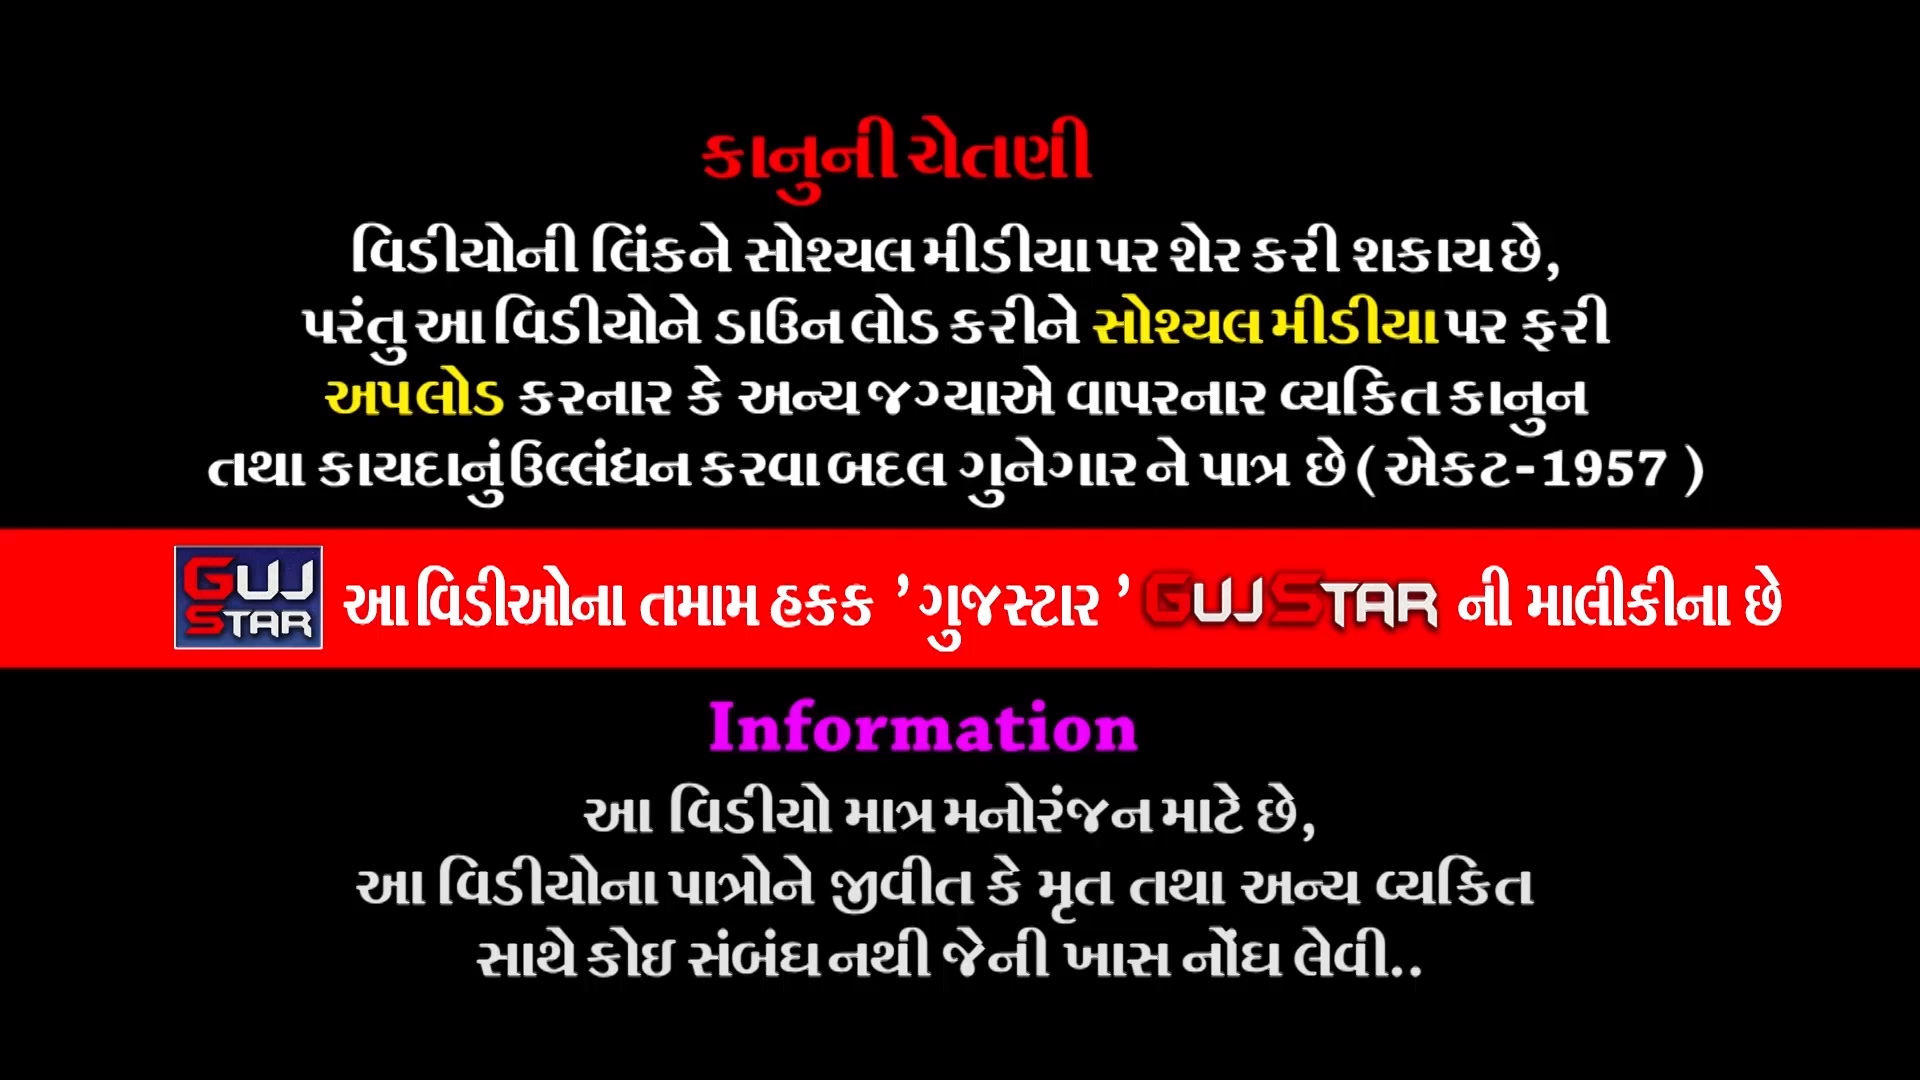 કાનુની ચેતણી
વિડીયોની લિંકને સોશ્યલ મીડીયા પર શેર કરી શકાય છે,
પરંતુ આ વિડીયોને ડાઉન લોડ કરીને સોશ્યલ મીડીયા પર ફરી
અપલોડ કરનાર કે અન્ય જગ્યાએ વાપરનાર વ્યકિત કાનુન
તથા કાયદાનું ઉલ્લંઘન કરવા બદલ ગુનેગાર ને પાત્ર છે ( એકટ-1957 )
GUJ STAR આ વિડીઓના તમામ હકક ’ ગુજસ્ટાર ’ GUJSTAR ની માલીકીના છે
Information
આ વિડીયો માત્ર મનોરંજન માટે છે,
આ વિડીયોના પાત્રોને જીવીત કે મૃત તથા અન્ય વ્યકિત
સાથે કોઇ સંબંઘ નથી જેની ખાસ નોંઘ લેવી..